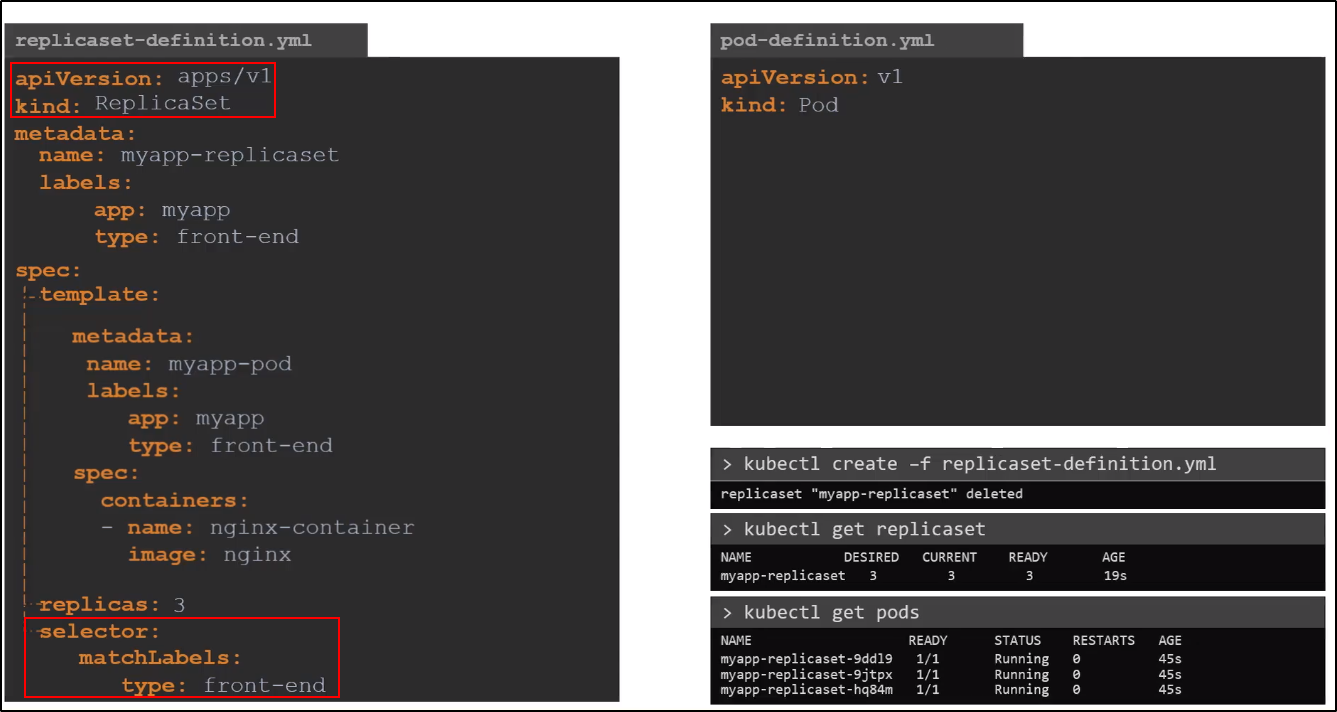 replicaset-definition.yml
apiVersion: apps/v1
kind: ReplicaSet
metadata:
name: myapp-replicaset
labels:
app: myapp
type: front-end
spec:
template:
metadata:
name: myapp-pod
labels:
app: myapp
type: front-end
spec:
containers:
- name: nginx-container
image: nginx
replicas: 3
selector:
matchLabels:
type: front-end
pod-definition.yml
apiVersion: v1
kind: Pod
> kubectl create –f replicaset-definition.yml
replicaset "myapp-replicaset" deleted
> kubectl get replicaset
NAME DESIRED CURRENT READY AGE
myapp-replicaset 3 3 3 19s
> kubectl get pods
NAME READY STATUS RESTARTS AGE
myapp-replicaset-9ddl9 1/1 Running 0 45s
myapp-replicaset-9jtpx 1/1 Running 0 45s
myapp-replicaset-hq84m 1/1 Running 0 45s